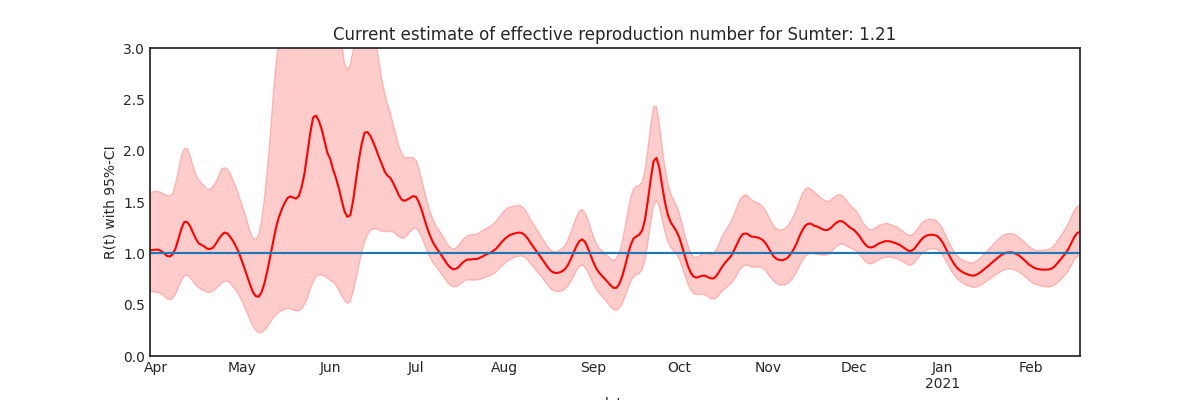 Current estimate of effective reproduction number for Sumter: 1.21
R(t) with 95%-CI
3.0
2.5
2.0
1.5
1.0
0.5
0.0
Apr May Jun Jul Aug Sep Oct Nov Dec Jan Feb
2021